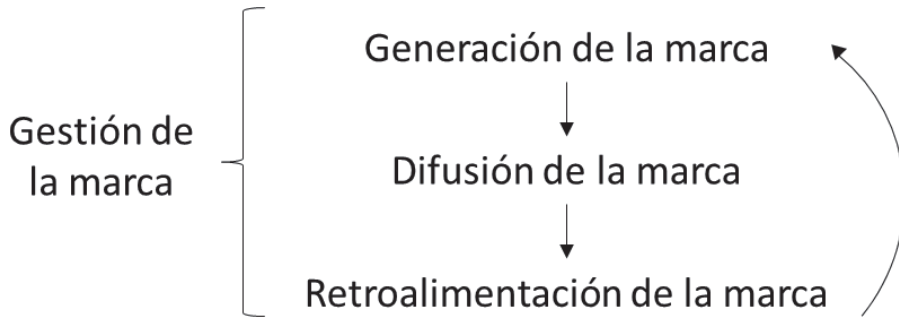 Generación de la marca
Gestión de
la marca
Difusión de la marca
Retroalimentación de la marca